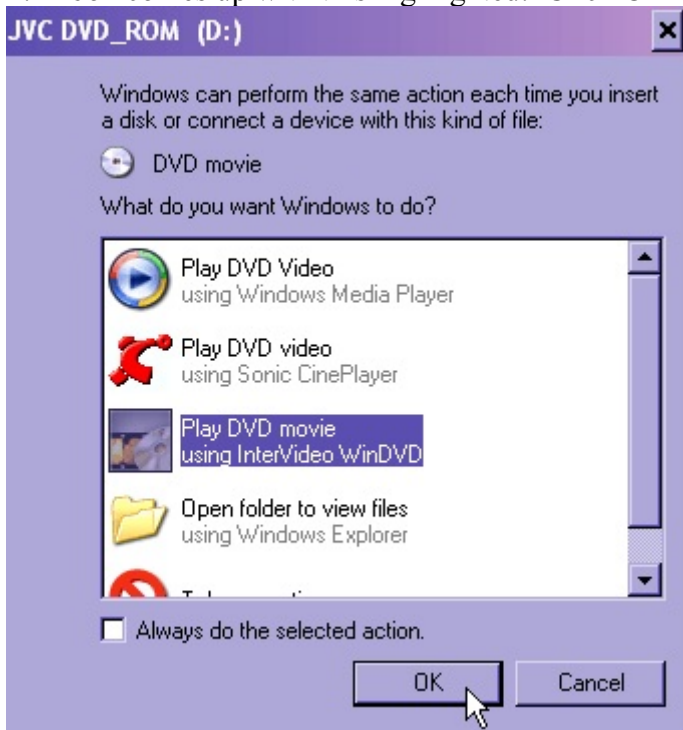 JVC DVD_ROM (D:)
Windows can perform the same action each time you insert
a disk or connect a device with this kind of file:
DVD movie
What do you want Windows to do?
Play DVD Video
using Windows Media Player
Play DVD video
using Sonic CinePlayer
Play DVD movie
using InterVideo WinDVD
Open folder to view files
using Windows Explorer
Always do the selected action.
OK
Cancel